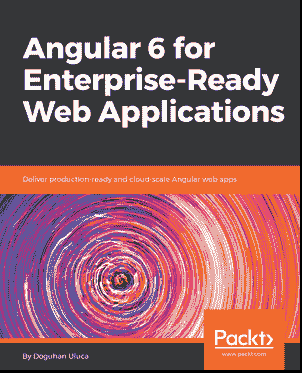 Angular 6 for
Enterprise-Ready
Web Applications
Deliver production-ready and cloud-scale Angular web apps
Packt>
www.packt.com
By Doguhan Uluca